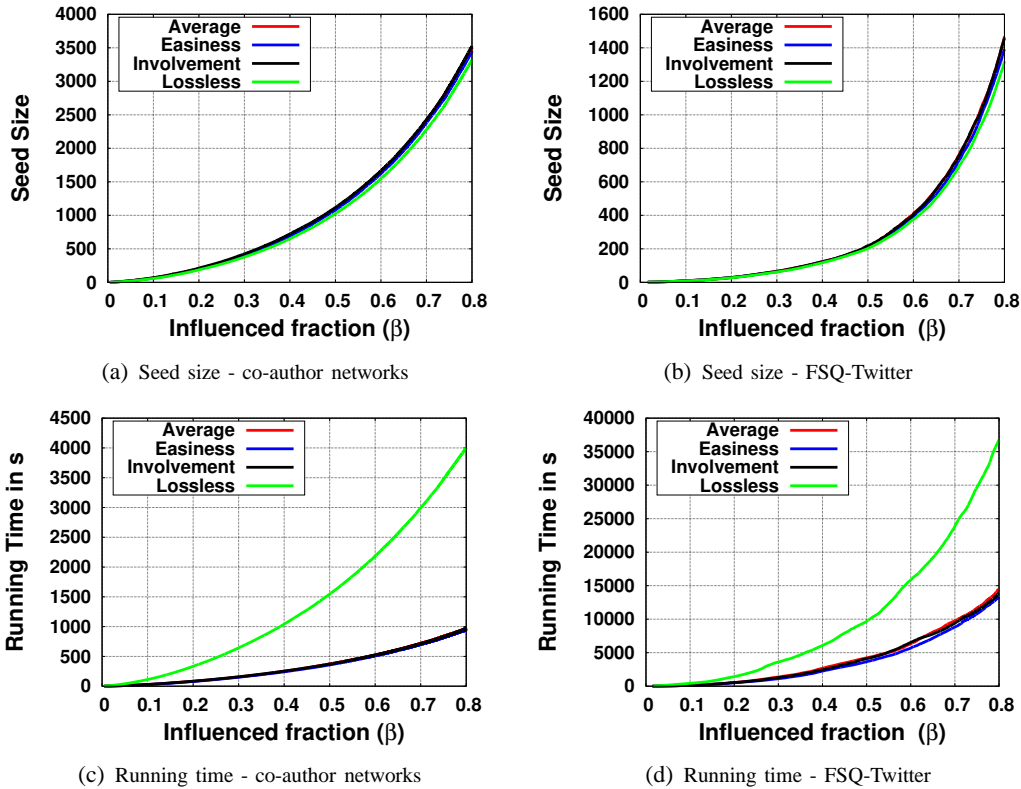 4000
3500
3000
2500
2000
1500
1000
500
0
Average
Easiness
Involvement
Lossless
Seed Size
0 0.1 0.2 0.3 0.4 0.5 0.6 0.7 0.8
Influenced fraction (β)
(a) Seed size - co-author networks
1600
1400
1200
1000
800
600
400
200
0
Average
Easiness
Involvement
Lossless
Seed Size
0 0.1 0.2 0.3 0.4 0.5 0.6 0.7 0.8
Influenced fraction (β)
(b) Seed size - FSQ-Twitter
4500
4000
3500
3000
2500
2000
1500
1000
500
0
Average
Easiness
Involvement
Lossless
Running Time in s
0 0.1 0.2 0.3 0.4 0.5 0.6 0.7 0.8
Influenced fraction (β)
(c) Running time - co-author networks
40000
35000
30000
25000
20000
15000
10000
5000
0
Average
Easiness
Involvement
Lossless
Running Time in s
0 0.1 0.2 0.3 0.4 0.5 0.6 0.7 0.8
Influenced fraction (β)
(d) Running time - FSQ-Twitter